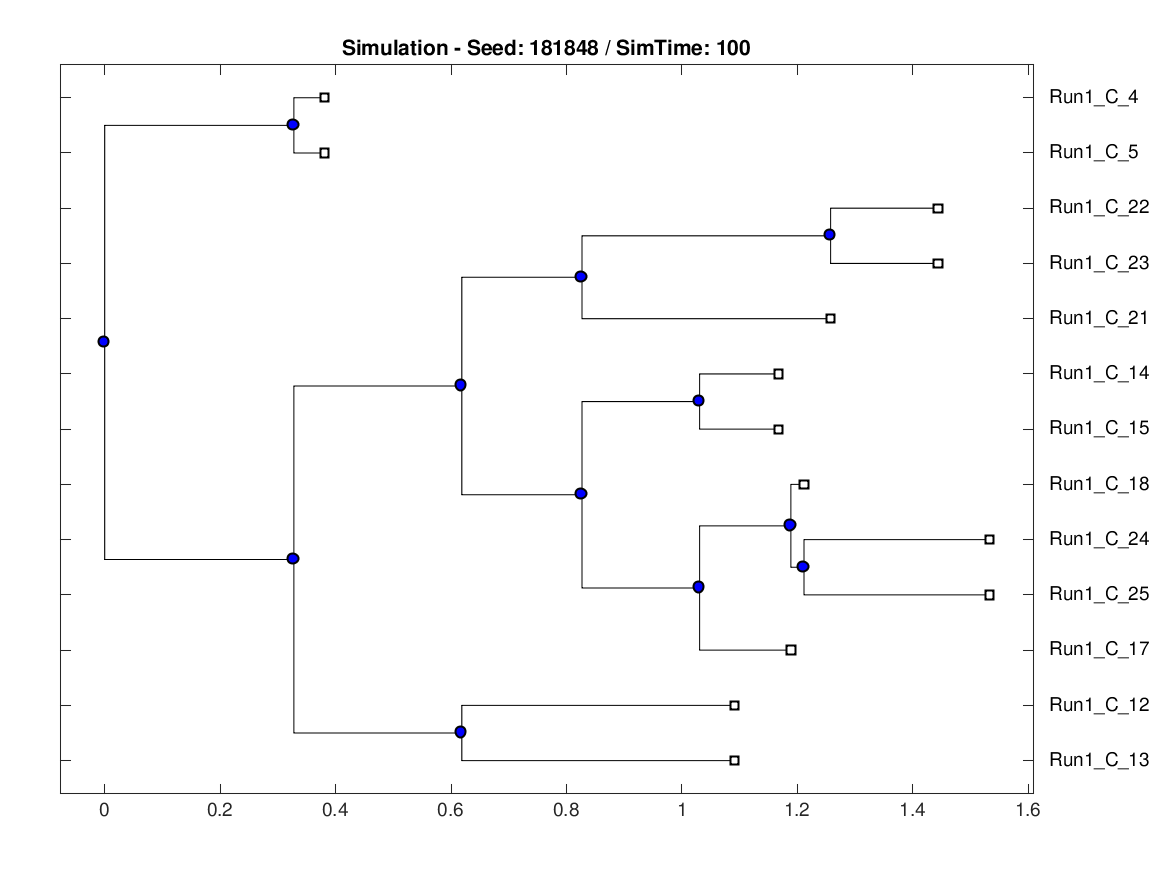 Simulation - Seed: 181848 / SimTime: 100
Run1_C_4
Run1_C_5
Run1_C_22
Run1_C_23
Run1_C_21
Run1_C_14
Run1_C_15
Run1_C_18
Run1_C_24
Run1_C_25
Run1_C_17
Run1_C_12
Run1_C_13
0 0.2 0.4 0.6 0.8 1 1.2 1.4 1.6